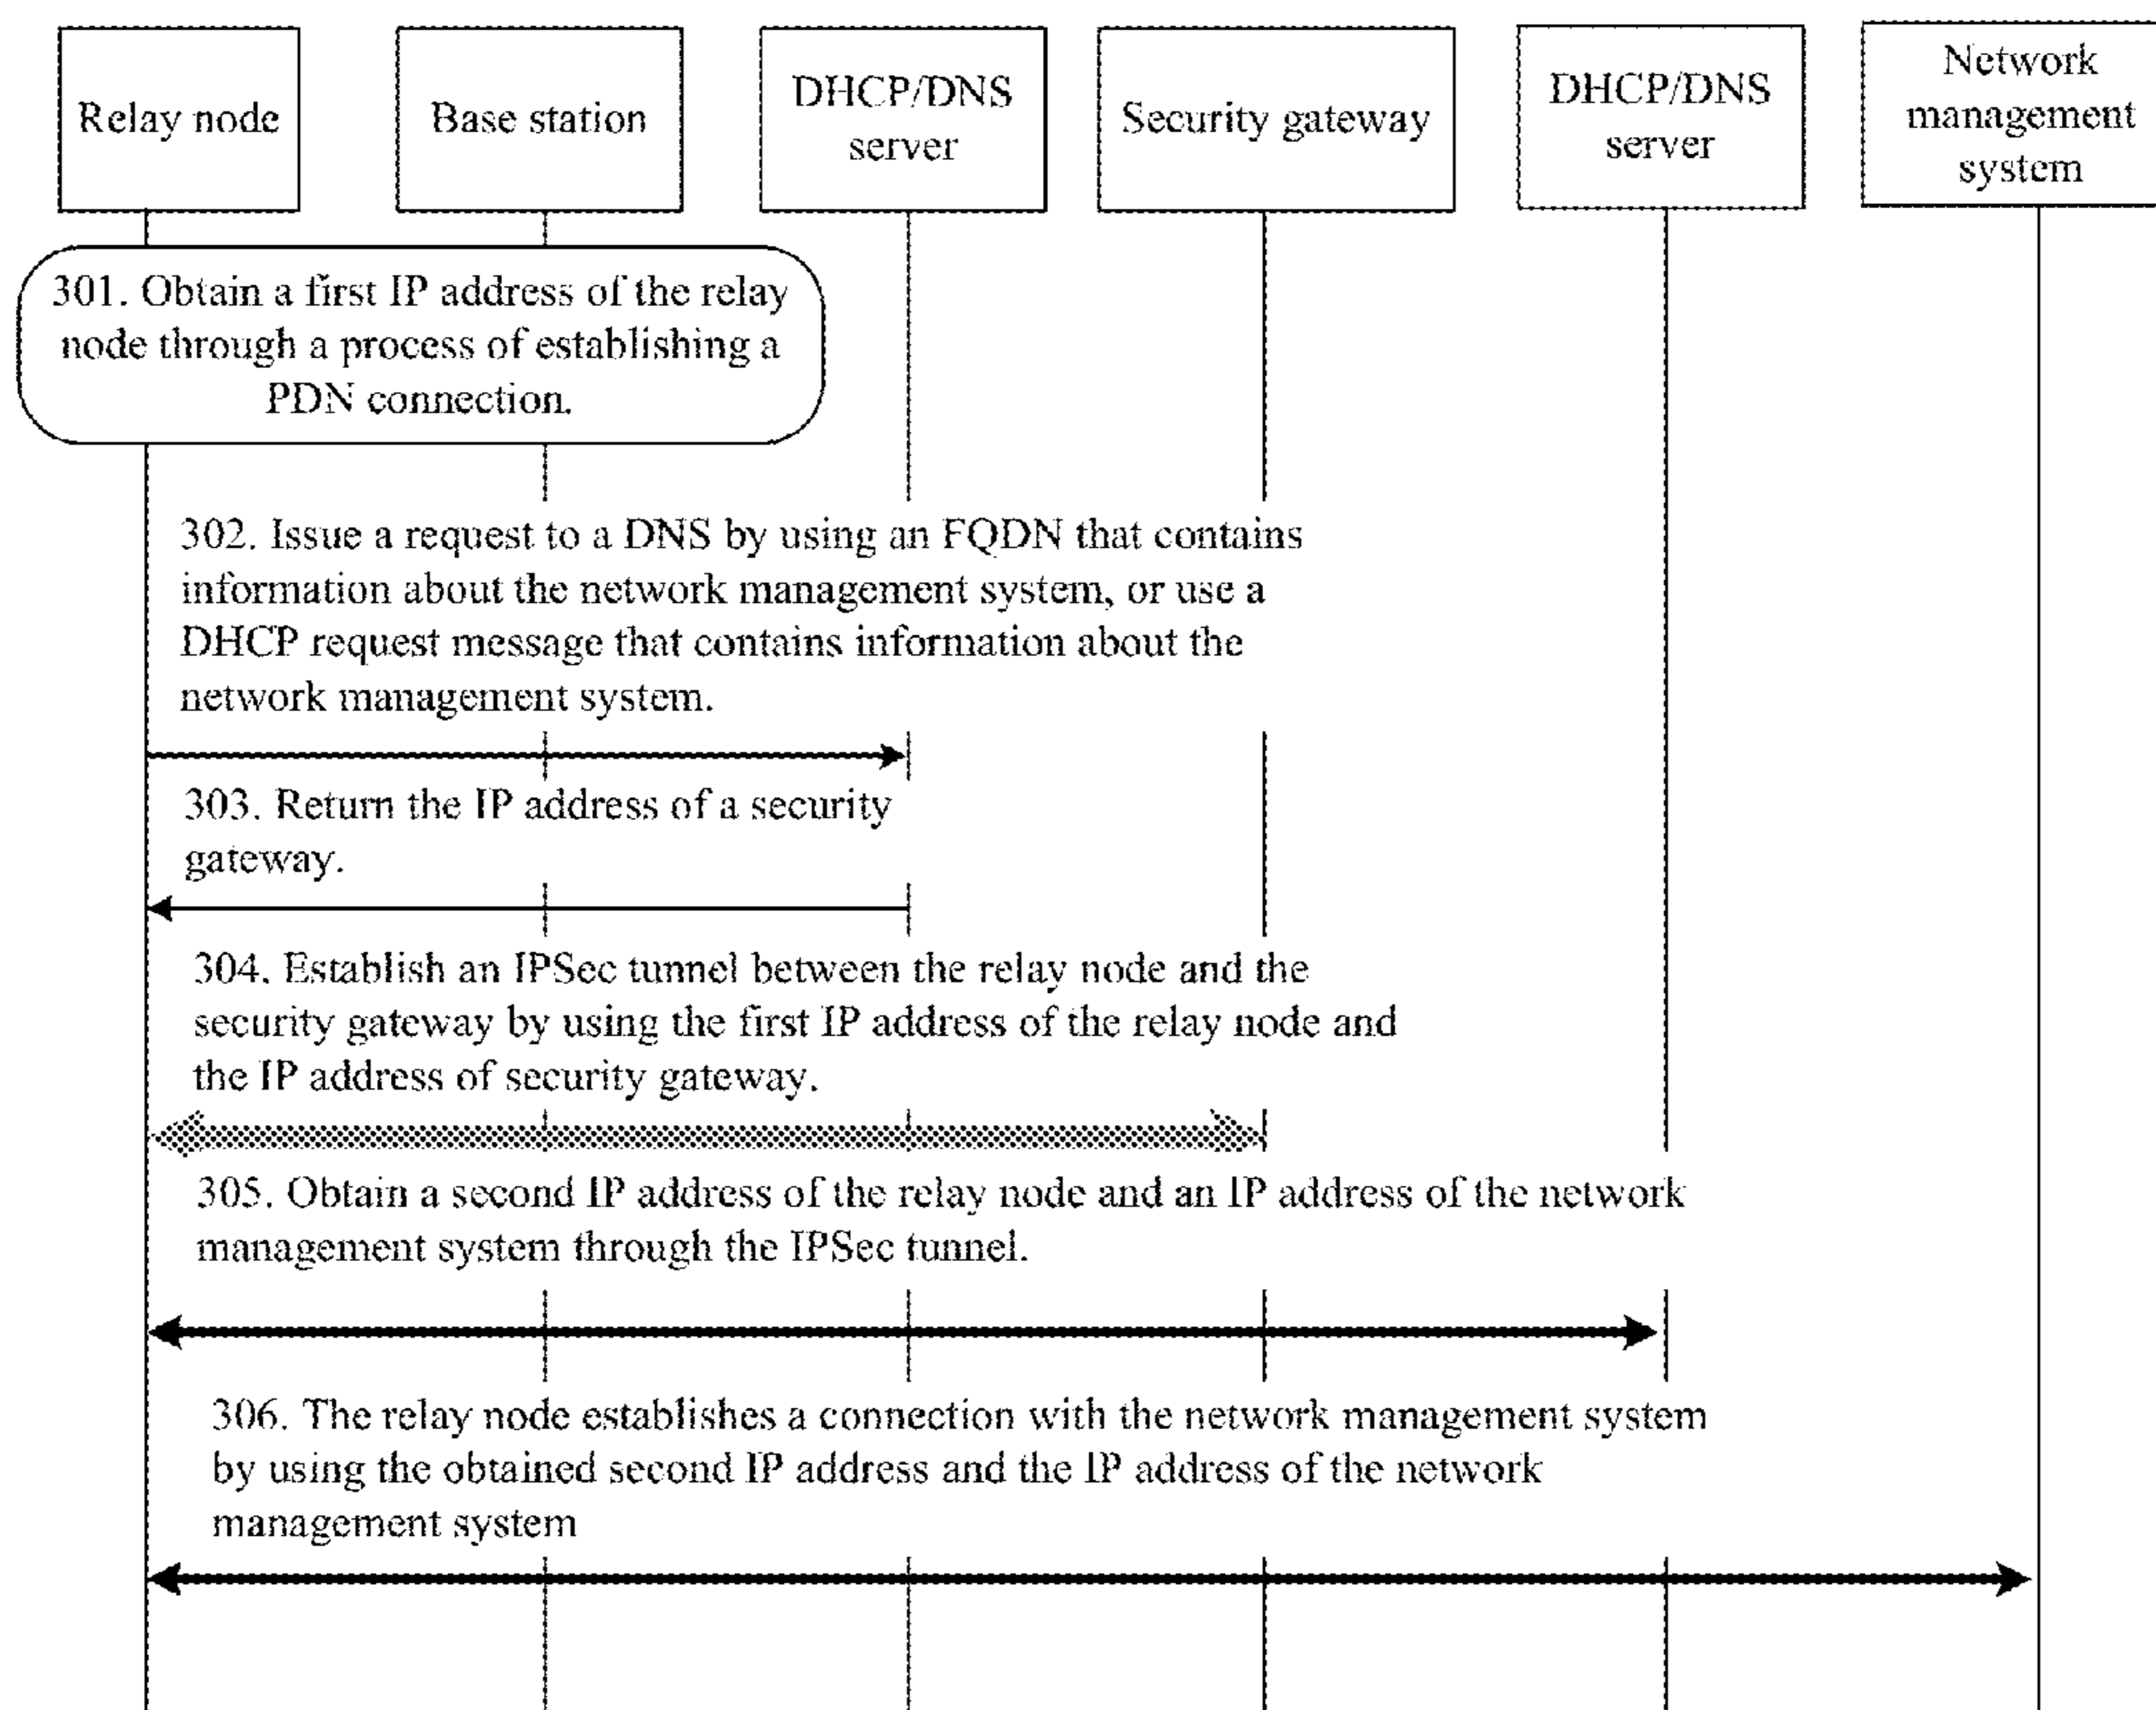 Relay node
Base station
DHCP/DNS
server
Security gateway
DHCP/DNS
server
Network
management
system
301. Obtain a first IP address of the relay
node through a process of establishing a
PDN connection.
302. Issue a request to a DNS by using an FQDN that contains
information about the network management system, or use a
DHCP request message that contains information about the
network management system.
303. Return the IP address of a security
gateway.
304. Establish an IPSec tunnel between the relay node and the
security gateway by using the first IP address of the relay node and
the IP address of security gateway.
305. Obtain a second IP address of the relay node and an IP address of the network
management system through the IPSec tunnel.
306. The relay node establishes a connection with the network management system
by using the obtained second IP address and the IP address of the network
management system